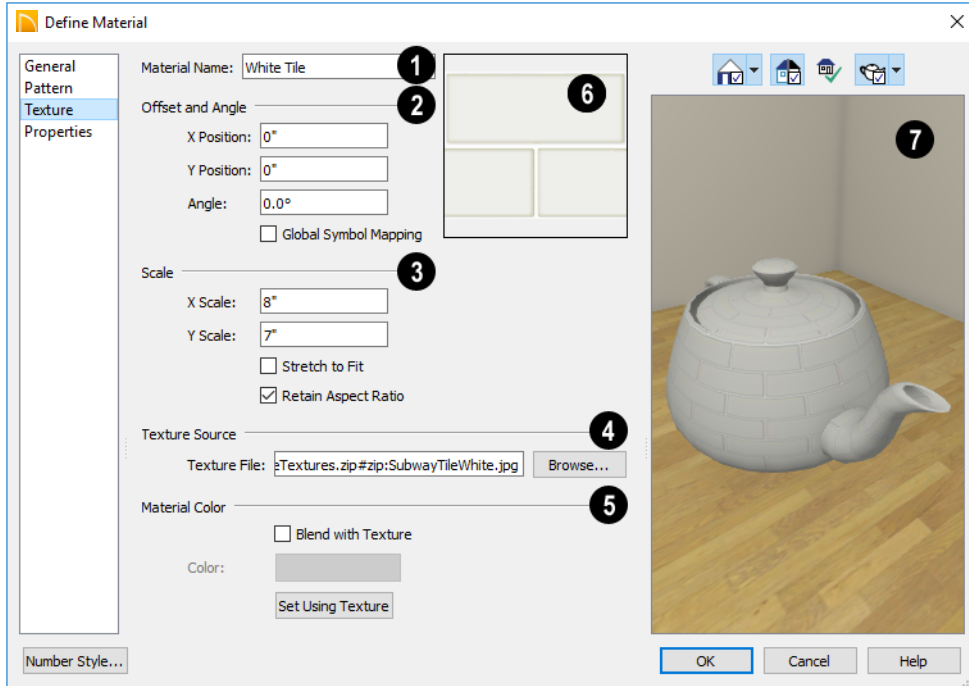 Define Material
General
Pattern
Texture
Properties
Material Name: White Tile 1
Offset and Angle 2
X Position: 0"
Y Position: 0"
Angle: 0.0°
Global Symbol Mapping
Scale 3
X Scale: 8"
Y Scale: 7"
Stretch to Fit
Retain Aspect Ratio
Texture Source 4
Texture File: eTextures.zip#zip:SubwayTileWhite.jpg Browse...
Material Color 5
Blend with Texture
Color:
Set Using Texture
6
7
Number Style...
OK Cancel Help